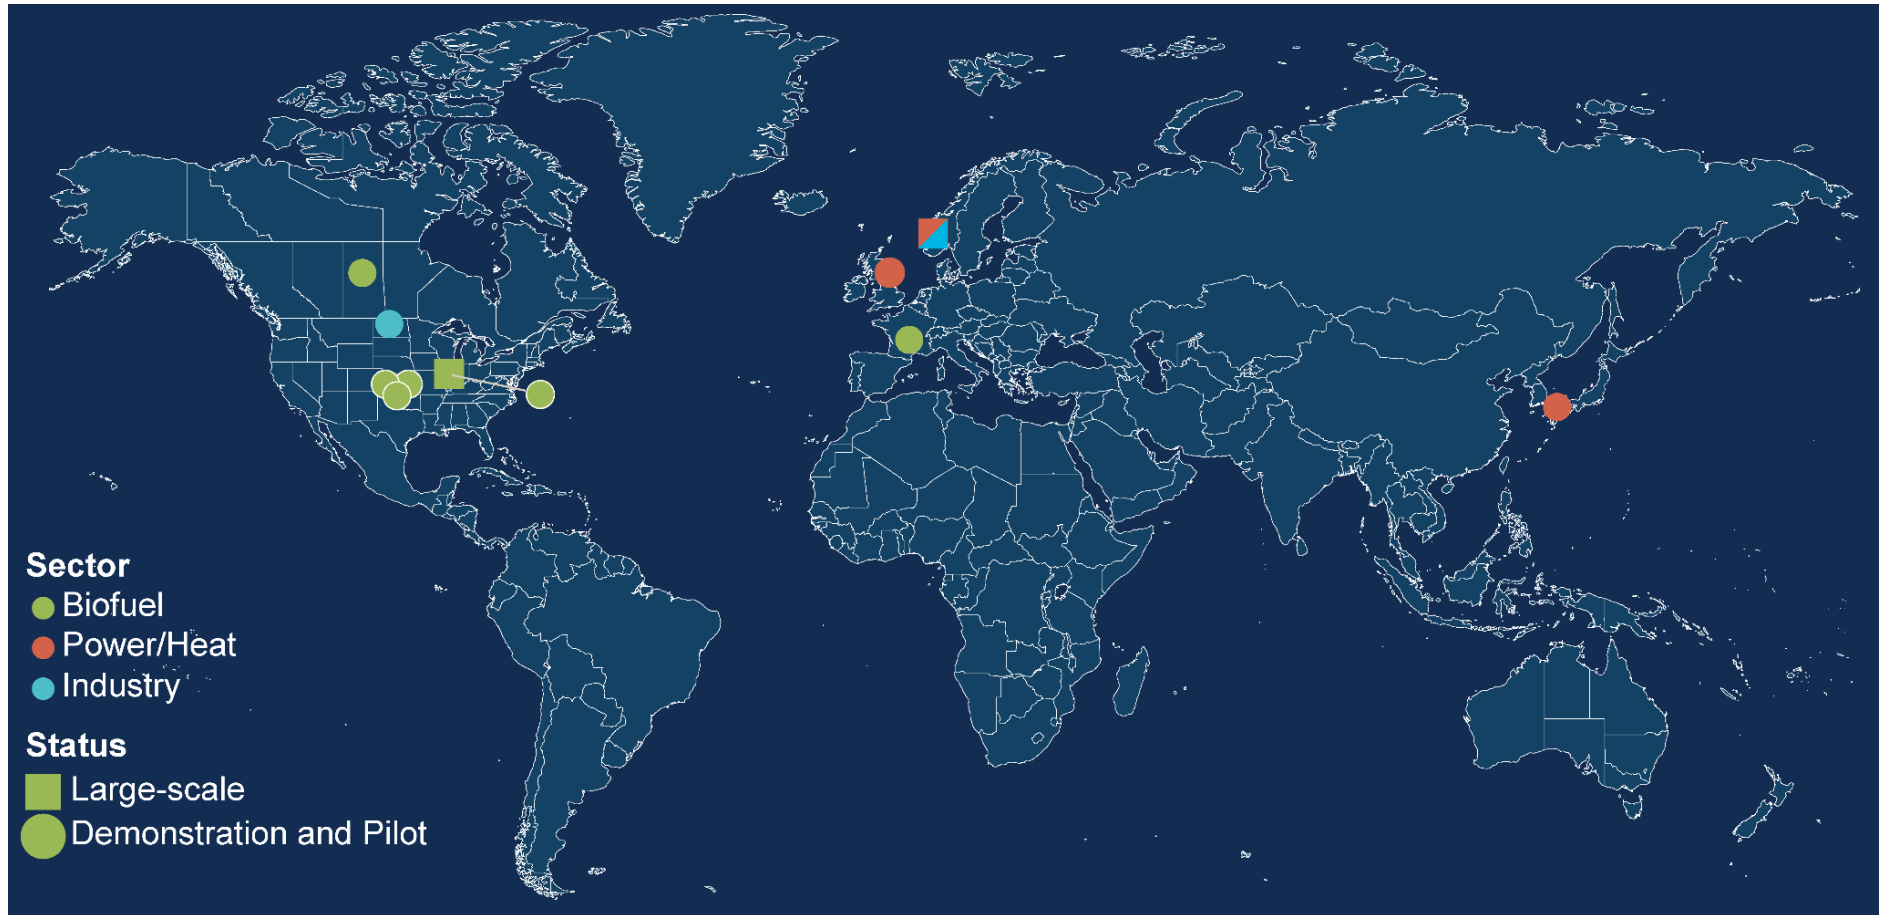 Sector
Biofuel
Power/Heat
Industry
Status
Large-scale
Demonstration and Pilot